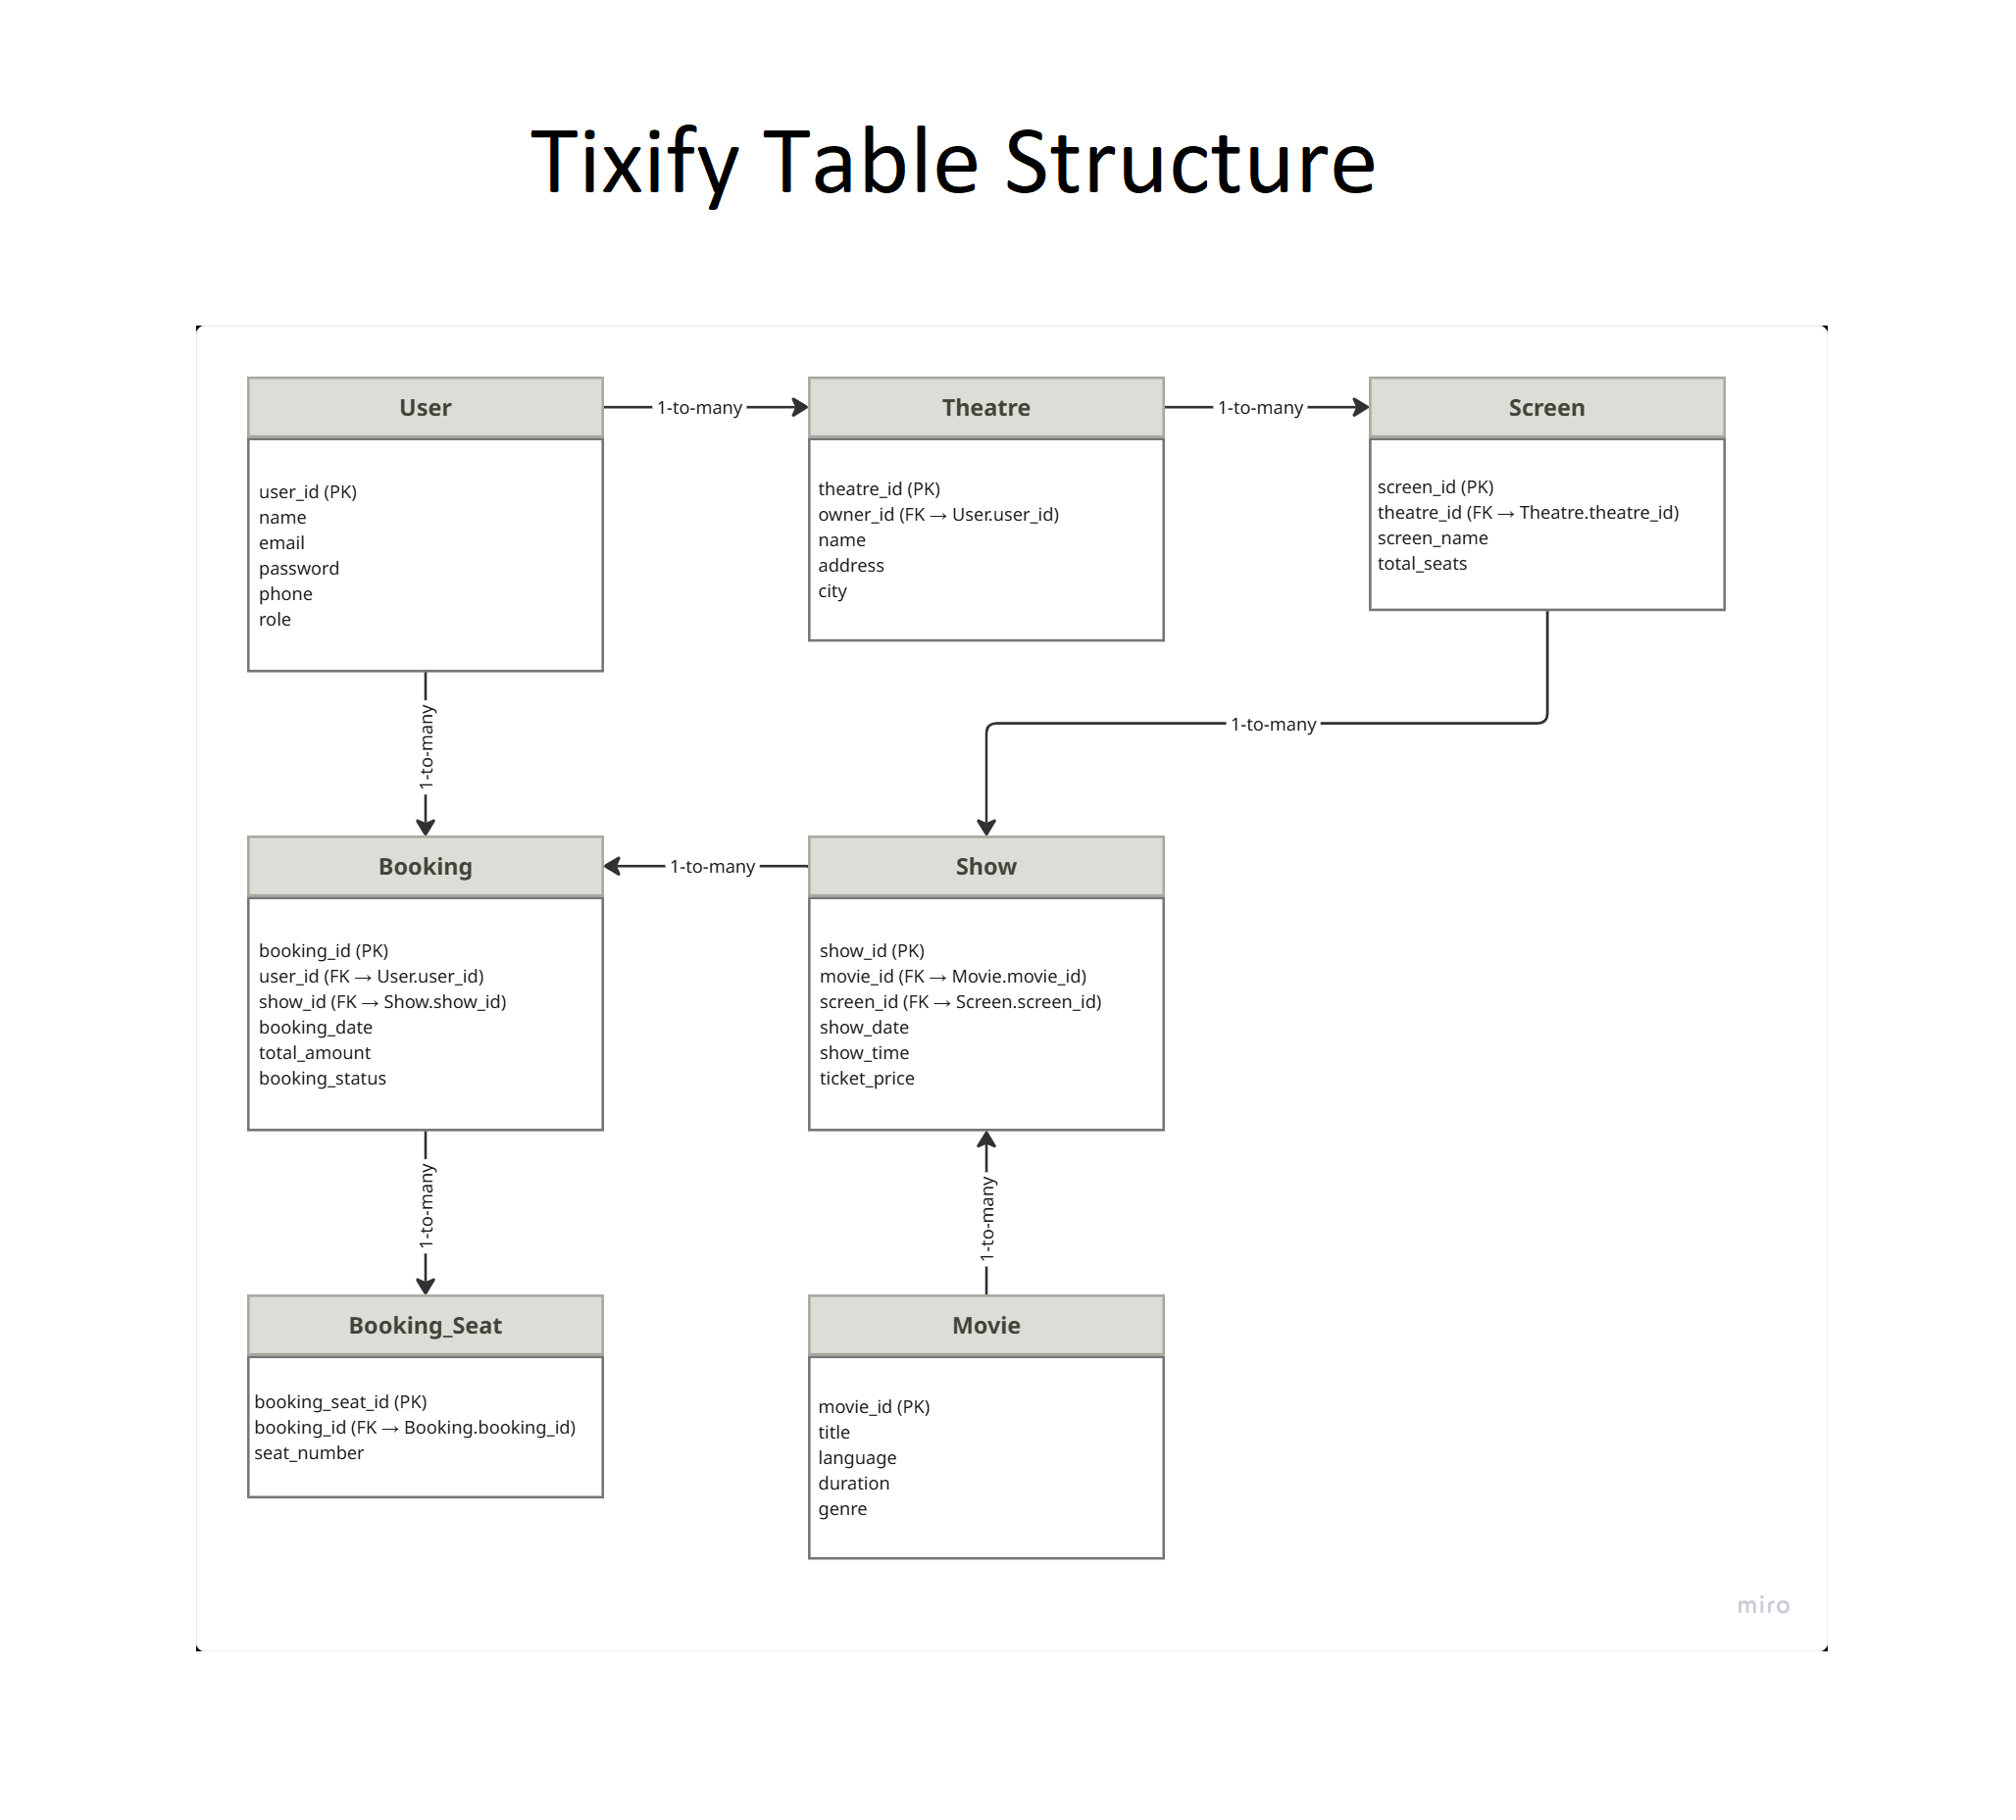 Tixify Table Structure
User
1-to-many
Theatre
1-to-many
Screen
user_id (PK)
name
email
password
phone
role
theatre_id (PK)
owner_id (FK → User.user_id)
name
address
city
screen_id (PK)
theatre_id (FK → Theatre.theatre_id)
screen_name
total_seats
1-to-many
1-to-many
Booking
1-to-many
Show
booking_id (PK)
user_id (FK → User.user_id)
show_id (FK → Show.show_id)
booking_date
total_amount
booking_status
show_id (PK)
movie_id (FK → Movie.movie_id)
screen_id (FK → Screen.screen_id)
show_date
show_time
ticket_price
1-to-many
1-to-many
Booking_Seat
Movie
booking_seat_id (PK)
booking_id (FK → Booking.booking_id)
seat_number
movie_id (PK)
title
language
duration
genre
miro